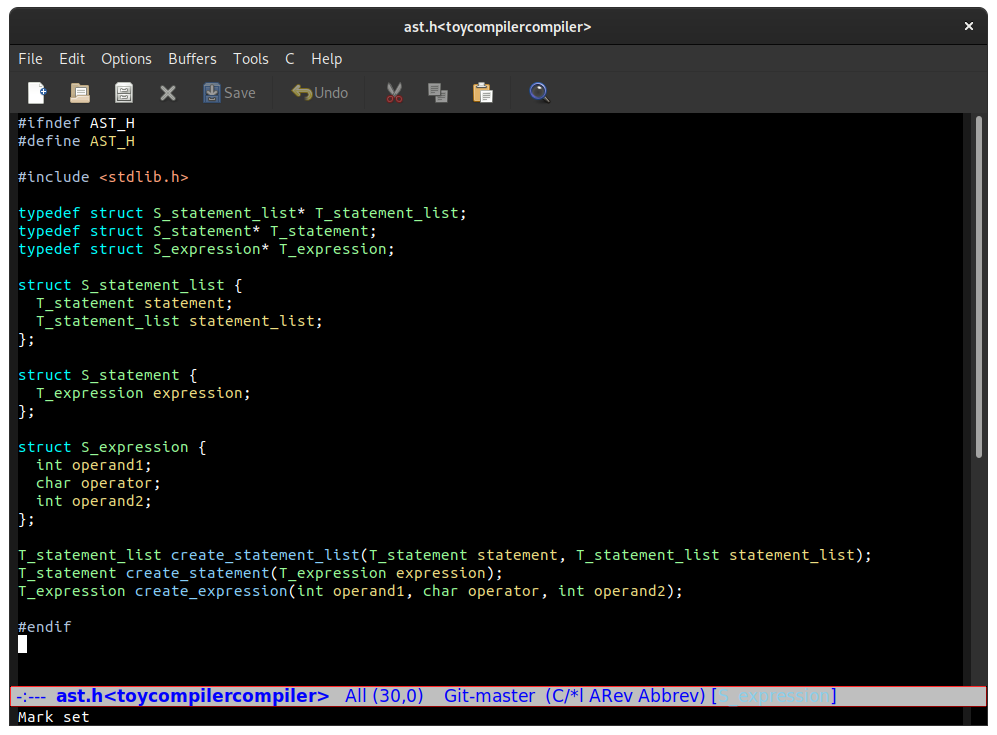 ast.h<toycompilercompiler>
File Edit Options Buffers Tools C Help
Save Undo
#ifndef AST_H
#define AST_H
#include <stdlib.h>
typedef struct S_statement_list* T_statement_list;
typedef struct S_statement* T_statement;
typedef struct S_expression* T_expression;
struct S_statement_list {
  T_statement statement;
  T_statement_list statement_list;
};
struct S_statement {
  T_expression expression;
};
struct S_expression {
  int operand1;
  char operator;
  int operand2;
};
T_statement_list create_statement_list(T_statement statement, T_statement_list statement_list);
T_statement create_statement(T_expression expression);
T_expression create_expression(int operand1, char operator, int operand2);
#endif
-:--- ast.h<toycompilercompiler> All (30,0) Git-master (C/*l ARev Abbrev) [S_expression]
Mark set